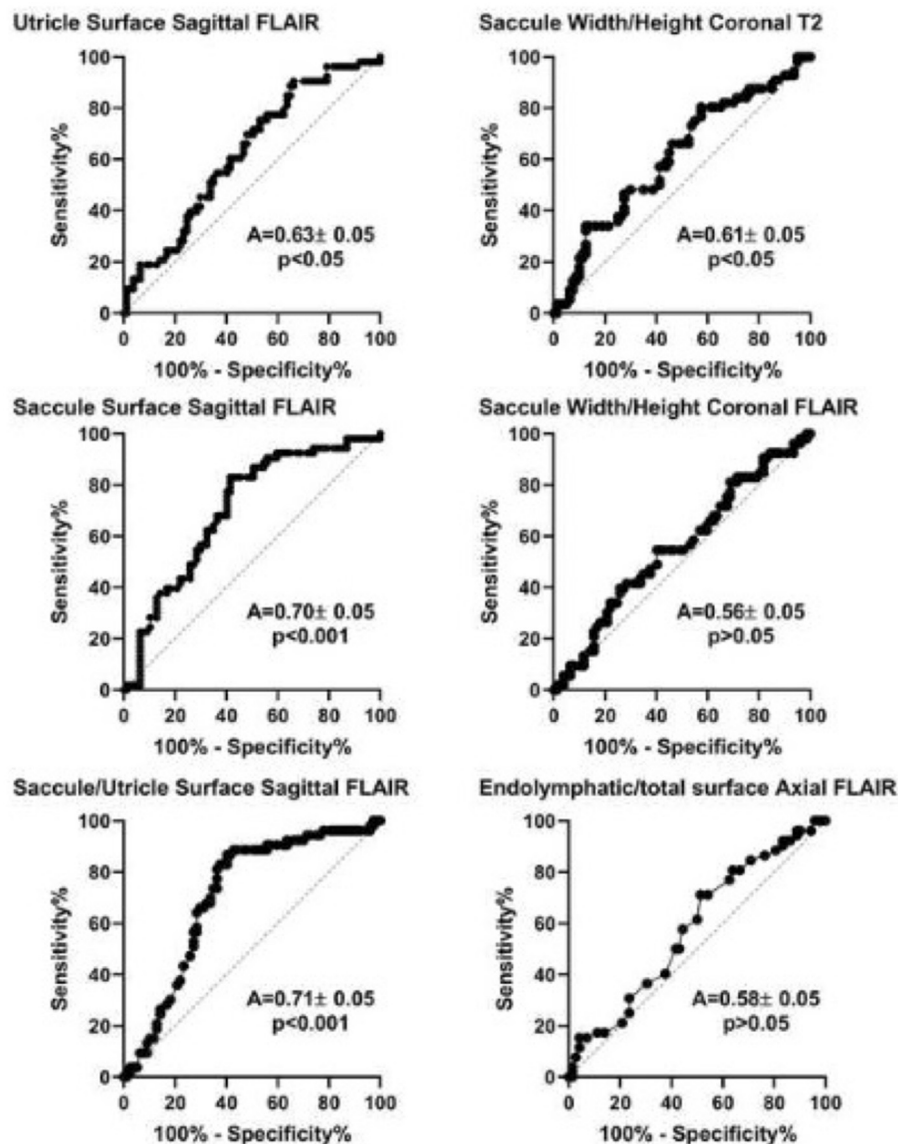 Utricle Surface Sagittal FLAIR
100
80
60
40
20
0
Sensitivity%
A=0.63± 0.05
p<0.05
0 20 40 60 80 100
100% - Specificity%
Saccule Width/Height Coronal T2
100
80
60
40
20
0
Sensitivity%
A=0.61± 0.05
p<0.05
0 20 40 60 80 100
100% - Specificity%
Saccule Surface Sagittal FLAIR
100
80
60
40
20
0
Sensitivity%
A=0.70± 0.05
p<0.001
0 20 40 60 80 100
100% - Specificity%
Saccule Width/Height Coronal FLAIR
100
80
60
40
20
0
Sensitivity%
A=0.56± 0.05
p>0.05
0 20 40 60 80 100
100% - Specificity%
Saccule/Utricle Surface Sagittal FLAIR
100
80
60
40
20
0
Sensitivity%
A=0.71± 0.05
p<0.001
0 20 40 60 80 100
100% - Specificity%
Endolymphatic/total surface Axial FLAIR
100
80
60
40
20
0
Sensitivity%
A=0.58± 0.05
p>0.05
0 20 40 60 80 100
100% - Specificity%